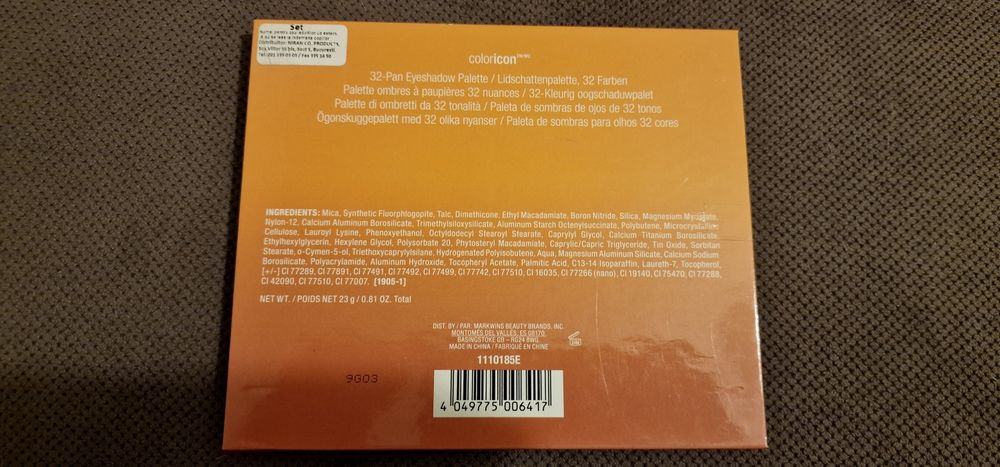 Set
Distribuitor: MIRAN CO. PRODUCTS,
coloricon™/MC
32-Pan Eyeshadow Palette / Lidschattenpalette, 32 Farben
Palette ombres à paupières 32 nuances / 32-Kleurig oogschaduwpalet
Palette di ombretti da 32 tonalità / Paleta de sombras de ojos de 32 tonos
Ögonskuggepalett med 32 olika nyanser / Paleta de sombras para olhos 32 cores
INGREDIENTS: Mica, Synthetic Fluorphlogopite, Talc, Dimethicone, Ethyl Macadamiate, Boron Nitride, Silica, Magnesium Myristate,
Nylon-12, Calcium Aluminum Borosilicate, Trimethylsiloxysilicate, Aluminum Starch Octenylsuccinate, Polybutene, Microcrystalline
Cellulose, Lauroyl Lysine, Phenoxyethanol, Octyldodecyl Stearoyl Stearate, Caprylyl Glycol, Calcium Titanium Borosilicate,
Ethylhexylglycerin, Hexylene Glycol, Polysorbate 20, Phytosteryl Macadamiate, Caprylic/Capric Triglyceride, Tin Oxide, Sorbitan
Stearate, o-Cymen-5-ol, Triethoxycaprylylsilane, Hydrogenated Polyisobutene, Aqua, Magnesium Aluminum Silicate, Calcium Sodium
Borosilicate, Polyacrylamide, Aluminum Hydroxide, Tocopheryl Acetate, Palmitic Acid, C13-14 Isoparaffin, Laureth-7, Tocopherol,
[+/-] CI 77289, CI 77891, CI 77491, CI 77492, CI 77499, CI 77742, CI 77510, CI 16035, CI 77266 (nano), CI 19140, CI 75470, CI 77288,
CI 42090, CI 77510, CI 77007. [1905-1]
NET WT. / POIDS NET 23 g / 0.81 OZ. Total
DIST. BY / PAR: MARKWINS BEAUTY BRANDS, INC.
MONTOMÉS DEL VALLÈS, ES 08170.
BASINGSTOKE GB – RG24 8WG.
MADE IN CHINA / FABRIQUÉ EN CHINE
1110185E
9G03
4 049775 006417